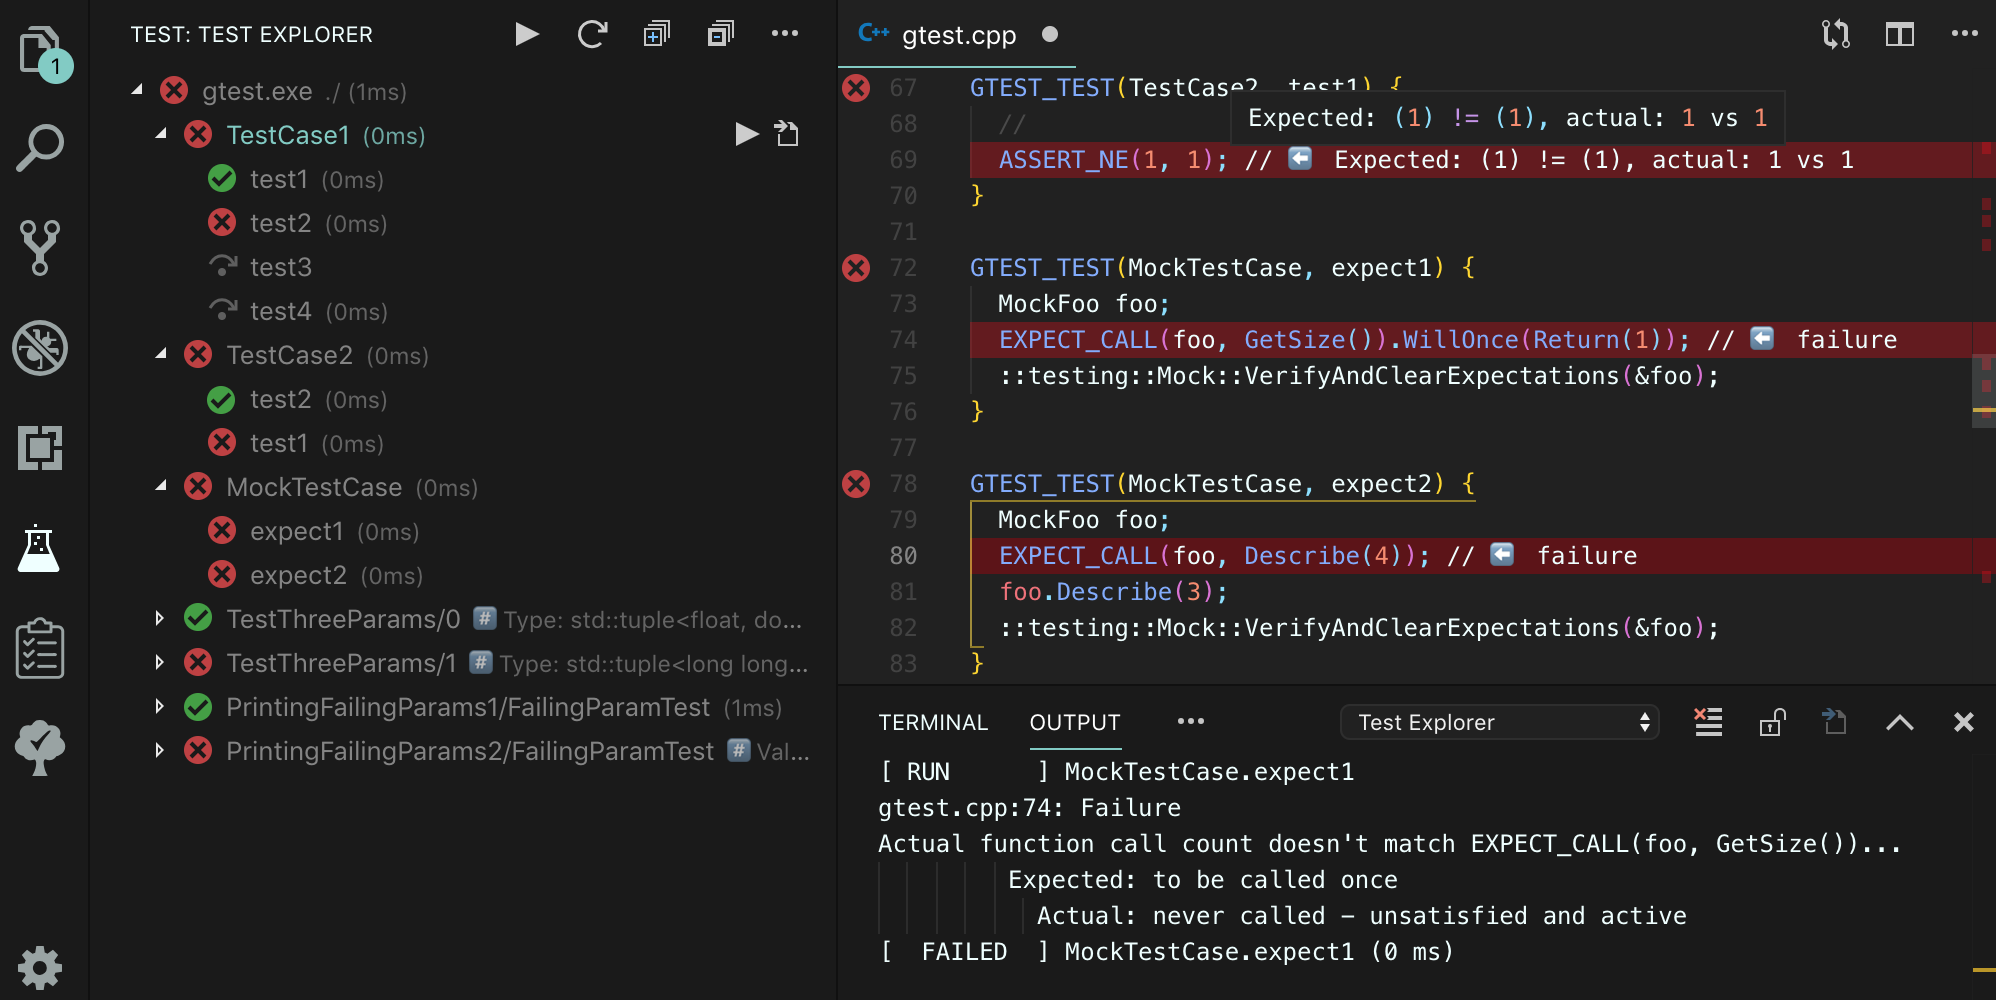 1
TEST: TEST EXPLORER
gtest.exe ./ (1ms)
TestCase1 (0ms)
test1 (0ms)
test2 (0ms)
test3
test4 (0ms)
TestCase2 (0ms)
test2 (0ms)
test1 (0ms)
MockTestCase (0ms)
expect1 (0ms)
expect2 (0ms)
TestThreeParams/0 # Type: std::tuple<float, do...
TestThreeParams/1 # Type: std::tuple<long long...
PrintingFailingParams1/FailingParamTest (1ms)
PrintingFailingParams2/FailingParamTest # Val...
C++ gtest.cpp
67 GTEST_TEST(TestCase2, test1) {
Expected: (1) != (1), actual: 1 vs 1
68 //
69 ASSERT_NE(1, 1); // ⬅ Expected: (1) != (1), actual: 1 vs 1
70 }
71
72 GTEST_TEST(MockTestCase, expect1) {
73 MockFoo foo;
74 EXPECT_CALL(foo, GetSize()).WillOnce(Return(1)); // ⬅ failure
75 ::testing::Mock::VerifyAndClearExpectations(&foo);
76 }
77
78 GTEST_TEST(MockTestCase, expect2) {
79 MockFoo foo;
80 EXPECT_CALL(foo, Describe(4)); // ⬅ failure
81 foo.Describe(3);
82 ::testing::Mock::VerifyAndClearExpectations(&foo);
83 }
TERMINAL OUTPUT ••• Test Explorer
[ RUN      ] MockTestCase.expect1
gtest.cpp:74: Failure
Actual function call count doesn't match EXPECT_CALL(foo, GetSize())...
Expected: to be called once
Actual: never called - unsatisfied and active
[  FAILED  ] MockTestCase.expect1 (0 ms)